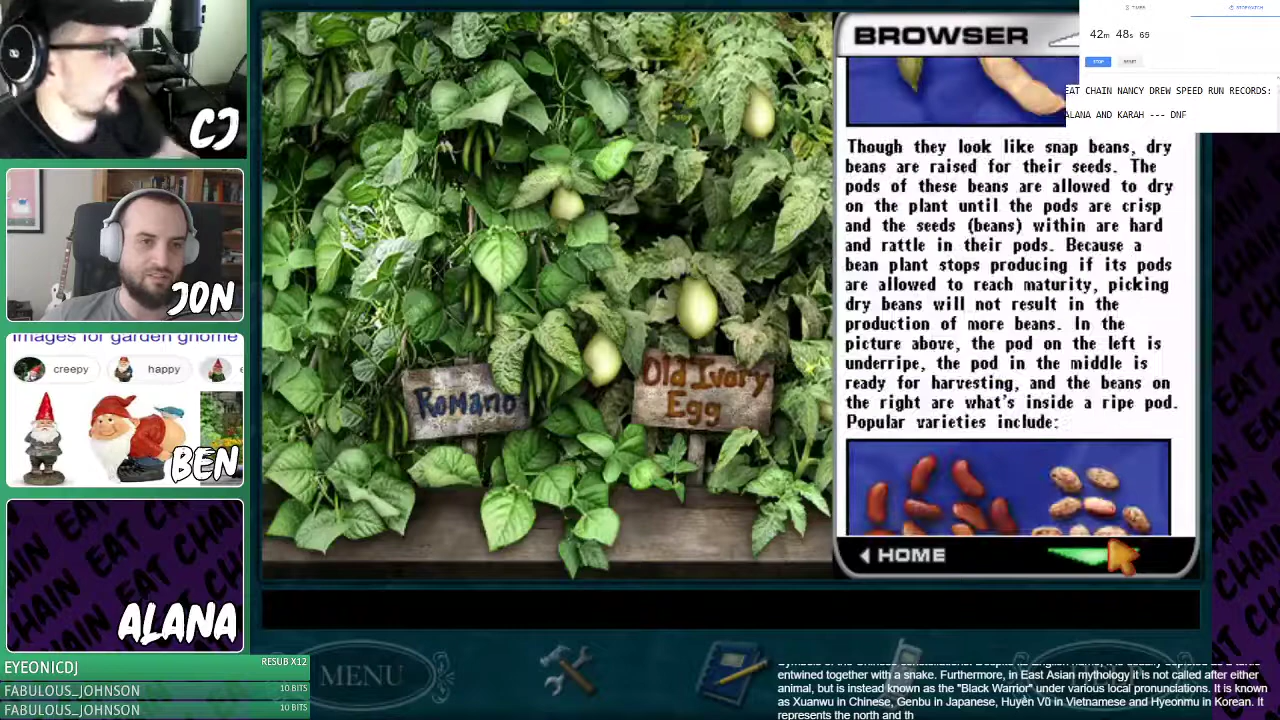 CJ
JON
Images for garden gnome
creepy
happy
BEN
EAT CHAIN
ALANA
EYEONICDJ
RESUB X12
FABULOUS_JOHNSON
10 BITS
FABULOUS_JOHNSON
10 BITS
Romano
Old Ivory
Egg
BROWSER
Though they look like snap beans, dry
beans are raised for their seeds. The
pods of these beans are allowed to dry
on the plant until the pods are crisp
and the seeds (beans) within are hard
and rattle in their pods. Because a
bean plant stops producing if its pods
are allowed to reach maturity, picking
dry beans will not result in the
production of more beans. In the
picture above, the pod on the left is
underripe, the pod in the middle is
ready for harvesting, and the beans on
the right are what's inside a ripe pod.
Popular varieties include:
HOME
TIMER
STOPWATCH
42m 48s 69
STOP
RESET
EAT CHAIN NANCY DREW SPEED RUN RECORDS:
ALANA AND KARAH --- DNF
MENU
entwined together with a snake. Furthermore, in East Asian mythology it is not called after either
animal, but is instead known as the "Black Warrior" under various local pronunciations. It is known
as Xuanwu in Chinese, Genbu in Japanese, Huyền Vũ in Vietnamese and Hyeonmu in Korean. It
represents the north and th